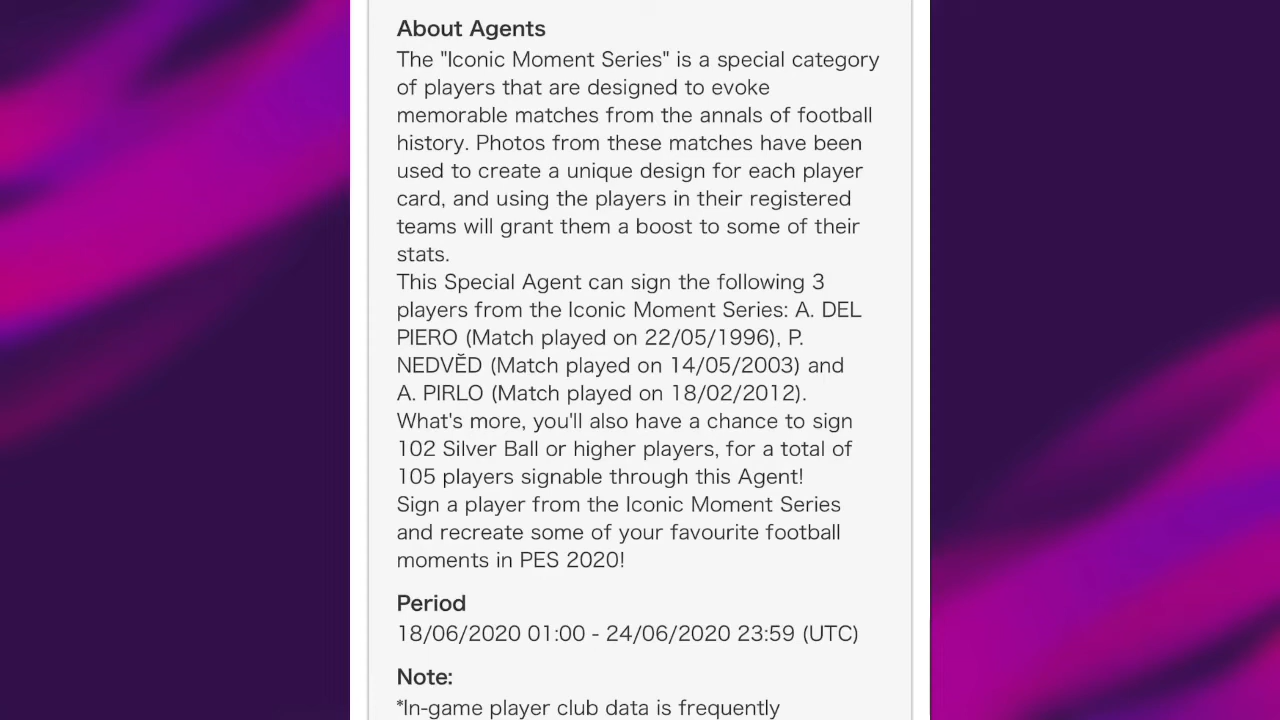 About Agents
The "Iconic Moment Series" is a special category
of players that are designed to evoke
memorable matches from the annals of football
history. Photos from these matches have been
used to create a unique design for each player
card, and using the players in their registered
teams will grant them a boost to some of their
stats.
This Special Agent can sign the following 3
players from the Iconic Moment Series: A. DEL
PIERO (Match played on 22/05/1996), P.
NEDVĚD (Match played on 14/05/2003) and
A. PIRLO (Match played on 18/02/2012).
What's more, you'll also have a chance to sign
102 Silver Ball or higher players, for a total of
105 players signable through this Agent!
Sign a player from the Iconic Moment Series
and recreate some of your favourite football
moments in PES 2020!
Period
18/06/2020 01:00 - 24/06/2020 23:59 (UTC)
Note:
*In-game player club data is frequently